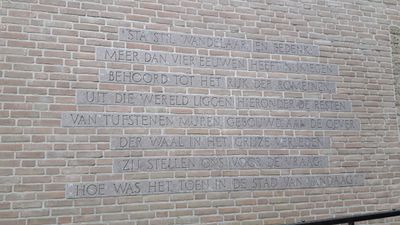 "STA STIL, WANDELAAR, EN BEDENK:
MEER DAN VIER EEUWEN HEEFT NIJMEGEN
BEHOORD TOT HET RIJK DER ROMEINEN.
UIT DIE WERELD LIGGEN HIERONDER DE RESTEN
VAN TUFSTENEN MUREN, GEBOUWD AAN DE OEVER
DER WAAL IN HET GRIJZE VERLEDEN.
ZIJ STELLEN ONS VOOR DE VRAAG:
HOE WAS HET TOEN IN DE STAD VAN VANDAAG"